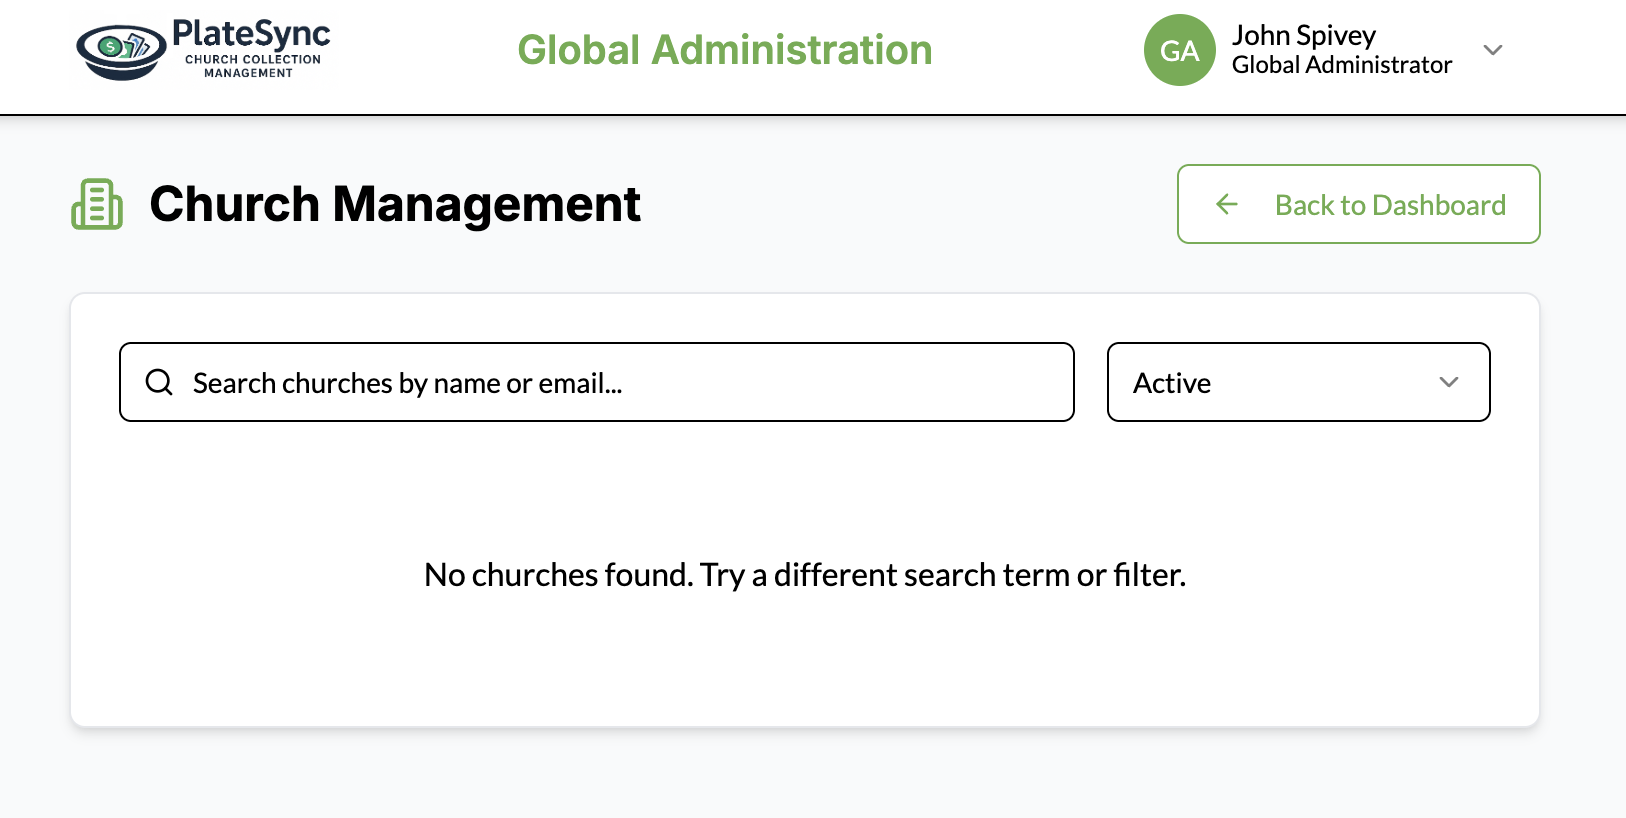 PlateSync
CHURCH COLLECTION
MANAGEMENT
Global Administration
GA
John Spivey
Global Administrator
Church Management
Back to Dashboard
Search churches by name or email...
Active
No churches found. Try a different search term or filter.